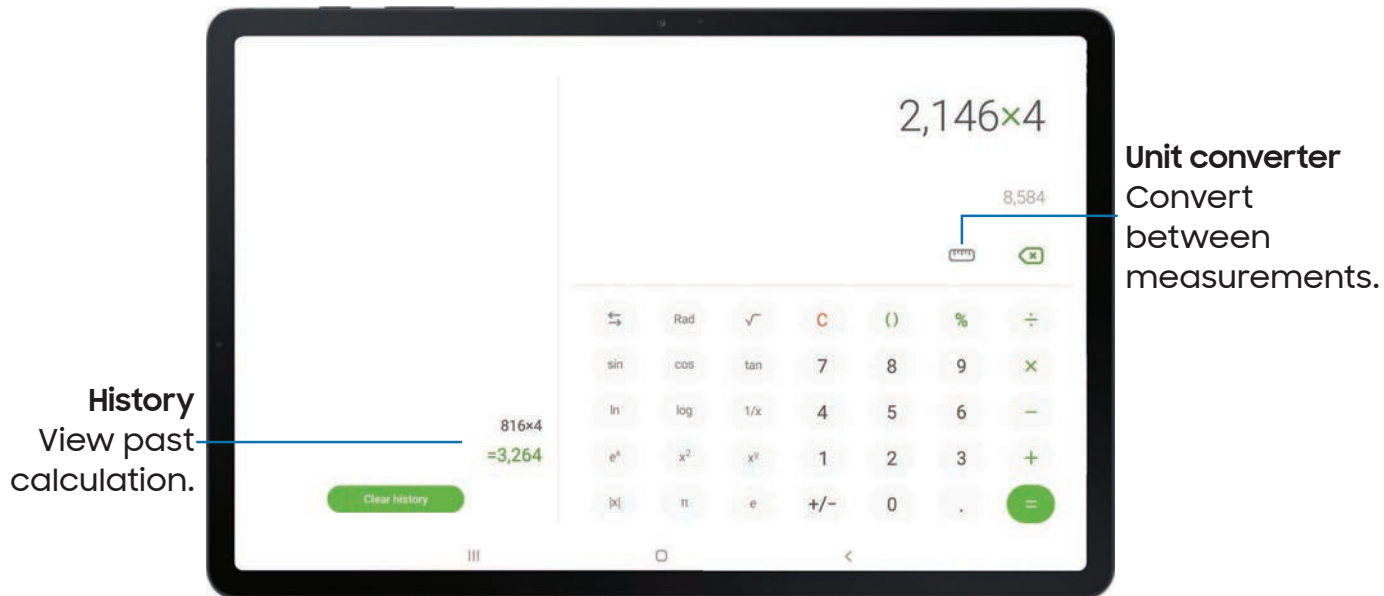 2,146×4
8,584
Unit converter
Convert
between
measurements.
History
View past
calculation.
816×4
=3,264
Clear history
Rad √ C () % ÷
sin cos tan 7 8 9 ×
ln log 1/x 4 5 6 −
eˣ x² xʸ 1 2 3 +
|x| π e +/− 0 . =